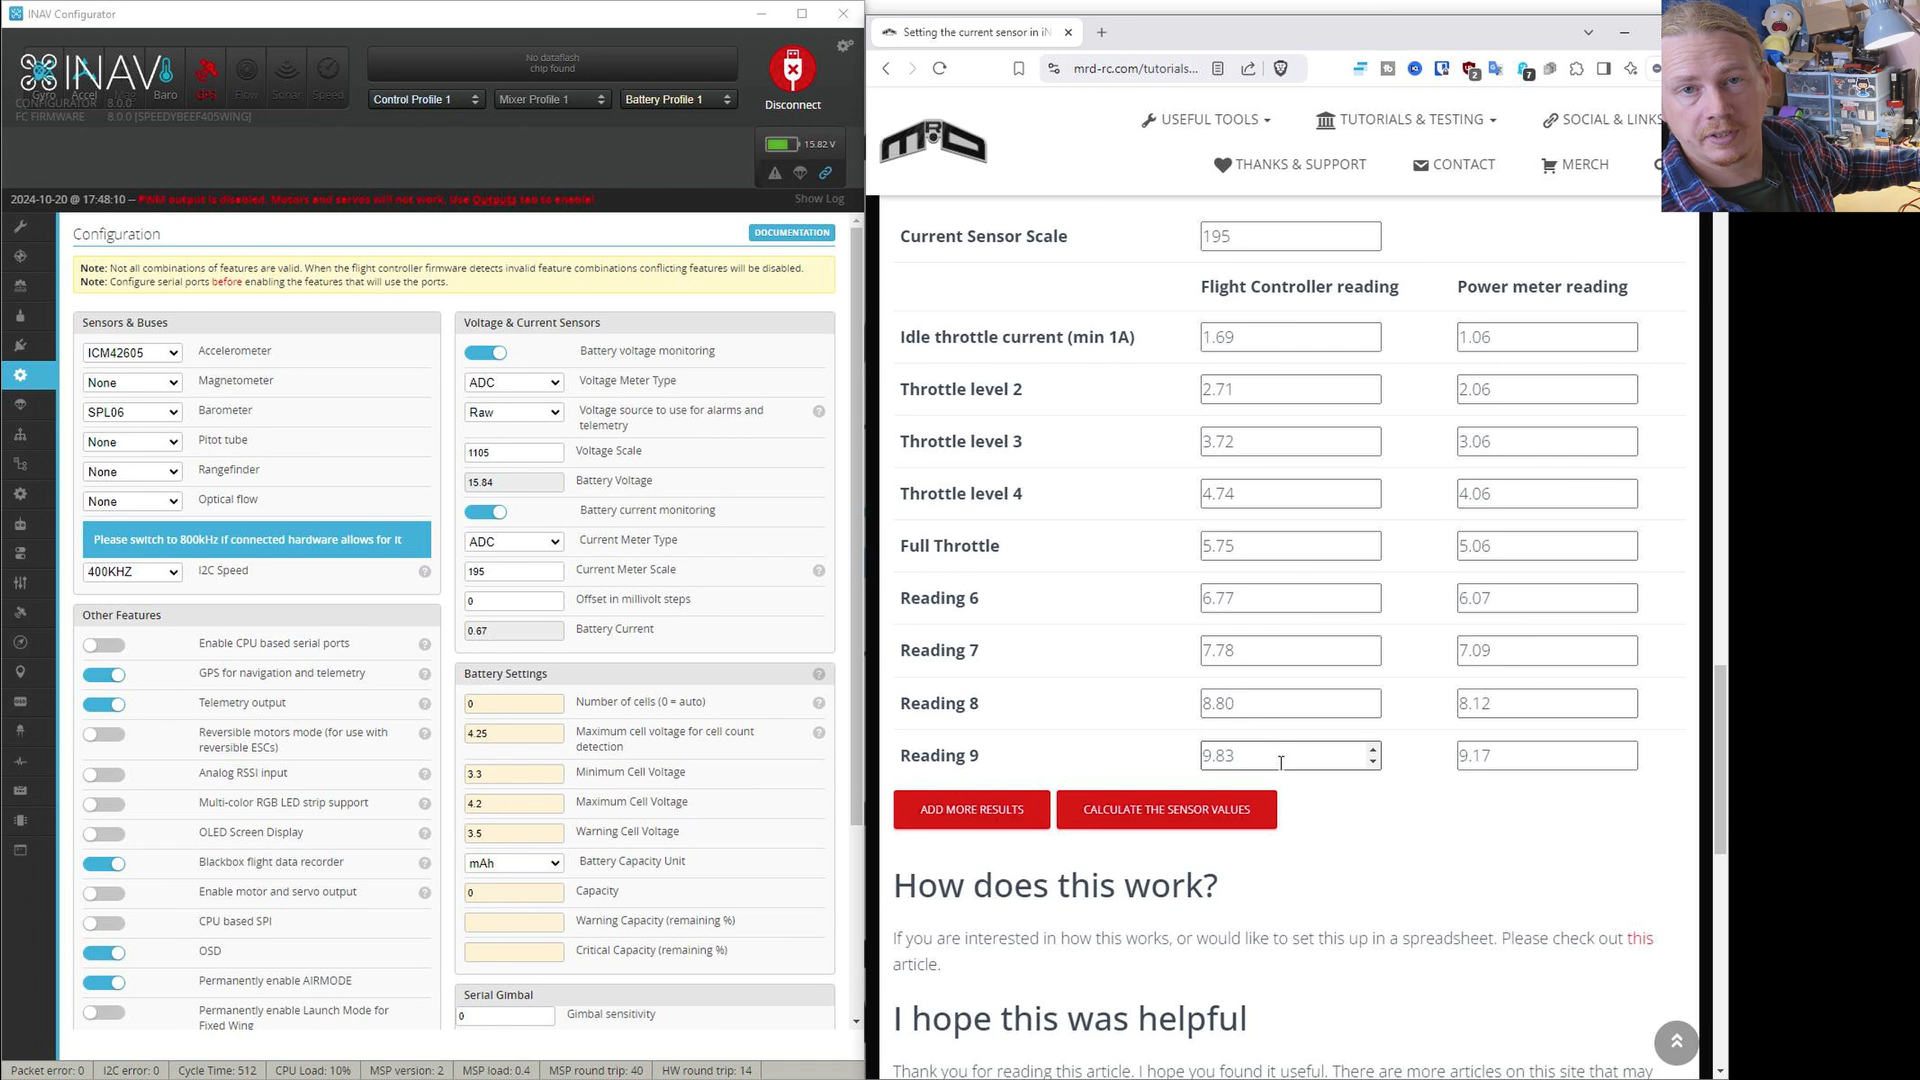 INAV Configurator
INAV
CONFIGURATOR 8.0.0
FC FIRMWARE 8.0.0 [SPEEDYBEEF405WING]
Gyro
Accel
Baro
GPS
Flow
Sonar
Speed
No dataflash
chip found
Control Profile 1
Mixer Profile 1
Battery Profile 1
Disconnect
15.82 V
2024-10-20 @ 17:48:10 -- PWM output is disabled. Motors and servos will not work. Use Outputs tab to enable!
Show Log
Configuration
DOCUMENTATION
Note: Not all combinations of features are valid. When the flight controller firmware detects invalid feature combinations conflicting features will be disabled.
Note: Configure serial ports before enabling the features that will use the ports.
Sensors & Buses
ICM42605 Accelerometer
None Magnetometer
SPL06 Barometer
None Pitot tube
None Rangefinder
None Optical flow
Please switch to 800kHz if connected hardware allows for it
400KHZ I2C Speed
Other Features
Enable CPU based serial ports
GPS for navigation and telemetry
Telemetry output
Reversible motors mode (for use with
reversible ESCs)
Analog RSSI input
Multi-color RGB LED strip support
OLED Screen Display
Blackbox flight data recorder
Enable motor and servo output
CPU based SPI
OSD
Permanently enable AIRMODE
Permanently enable Launch Mode for
Fixed Wing
Voltage & Current Sensors
Battery voltage monitoring
ADC Voltage Meter Type
Raw Voltage source to use for alarms and
telemetry
1105 Voltage Scale
15.84 Battery Voltage
Battery current monitoring
ADC Current Meter Type
195 Current Meter Scale
0 Offset in millivolt steps
0.67 Battery Current
Battery Settings
0 Number of cells (0 = auto)
4.25 Maximum cell voltage for cell count
detection
3.3 Minimum Cell Voltage
4.2 Maximum Cell Voltage
3.5 Warning Cell Voltage
mAh Battery Capacity Unit
0 Capacity
Warning Capacity (remaining %)
Critical Capacity (remaining %)
Serial Gimbal
0 Gimbal sensitivity
Packet error: 0
I2C error: 0
Cycle Time: 512
CPU Load: 10%
MSP version: 2
MSP load: 0.4
MSP round trip: 40
HW round trip: 14
Setting the current sensor in iN
mrd-rc.com/tutorials...
2
7
MRD
USEFUL TOOLS
TUTORIALS & TESTING
SOCIAL & LINKS
THANKS & SUPPORT
CONTACT
MERCH
Current Sensor Scale 195
Flight Controller reading Power meter reading
Idle throttle current (min 1A) 1.69 1.06
Throttle level 2 2.71 2.06
Throttle level 3 3.72 3.06
Throttle level 4 4.74 4.06
Full Throttle 5.75 5.06
Reading 6 6.77 6.07
Reading 7 7.78 7.09
Reading 8 8.80 8.12
Reading 9 9.83 9.17
ADD MORE RESULTS
CALCULATE THE SENSOR VALUES
How does this work?
If you are interested in how this works, or would like to set this up in a spreadsheet. Please check out this
article.
I hope this was helpful
Thank you for reading this article. I hope you found it useful. There are more articles on this site that may